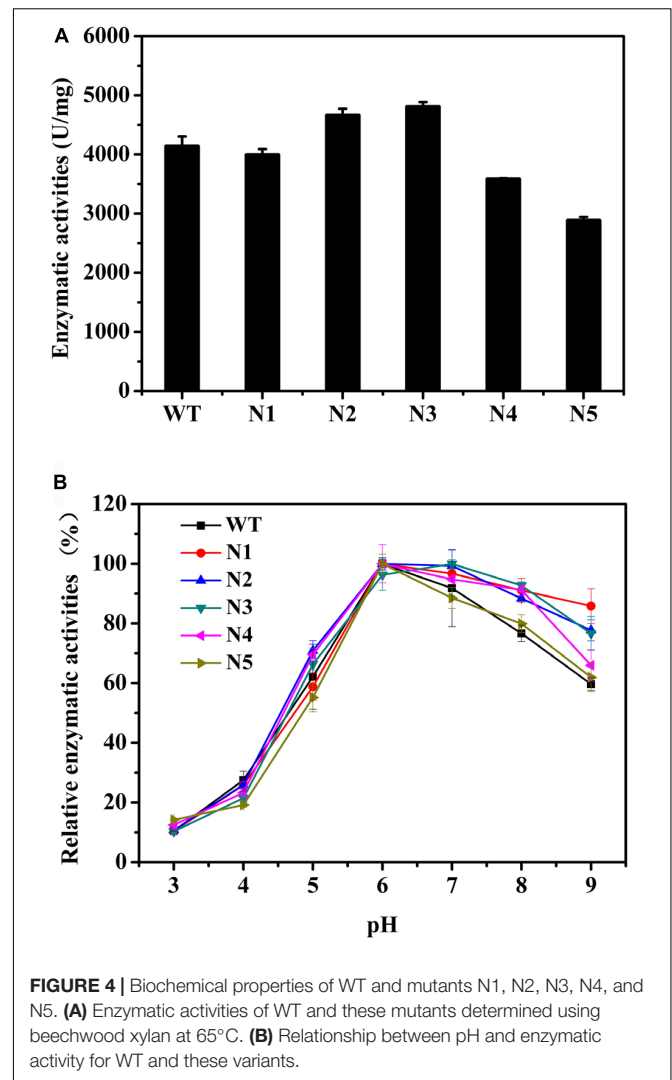 A
6000
5000
4000
3000
2000
1000
0
Enzymatic activities (U/mg)
WT N1 N2 N3 N4 N5
B
120
100
80
60
40
20
0
Relative enzymatic activities (%)
WT
N1
N2
N3
N4
N5
3 4 5 6 7 8 9
pH
FIGURE 4 | Biochemical properties of WT and mutants N1, N2, N3, N4, and
N5. (A) Enzymatic activities of WT and these mutants determined using
beechwood xylan at 65°C. (B) Relationship between pH and enzymatic
activity for WT and these variants.